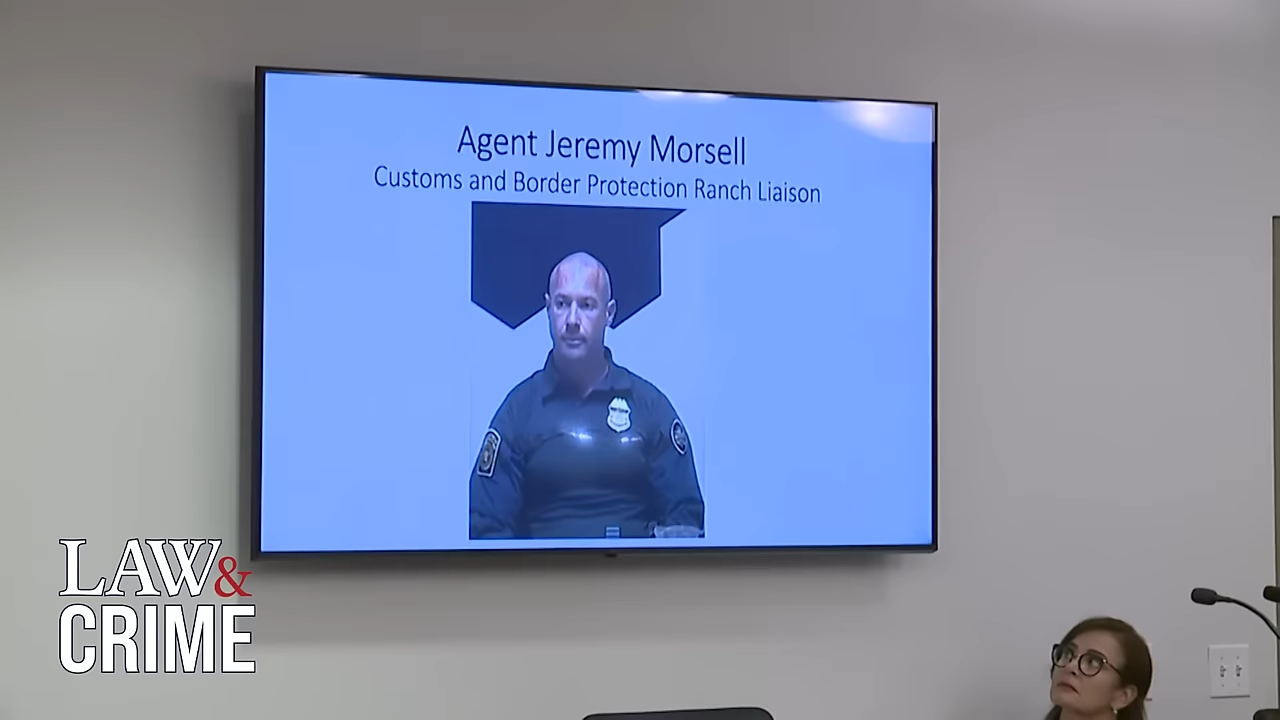 Agent Jeremy Morsell
Customs and Border Protection Ranch Liaison
LAW&
CRIME